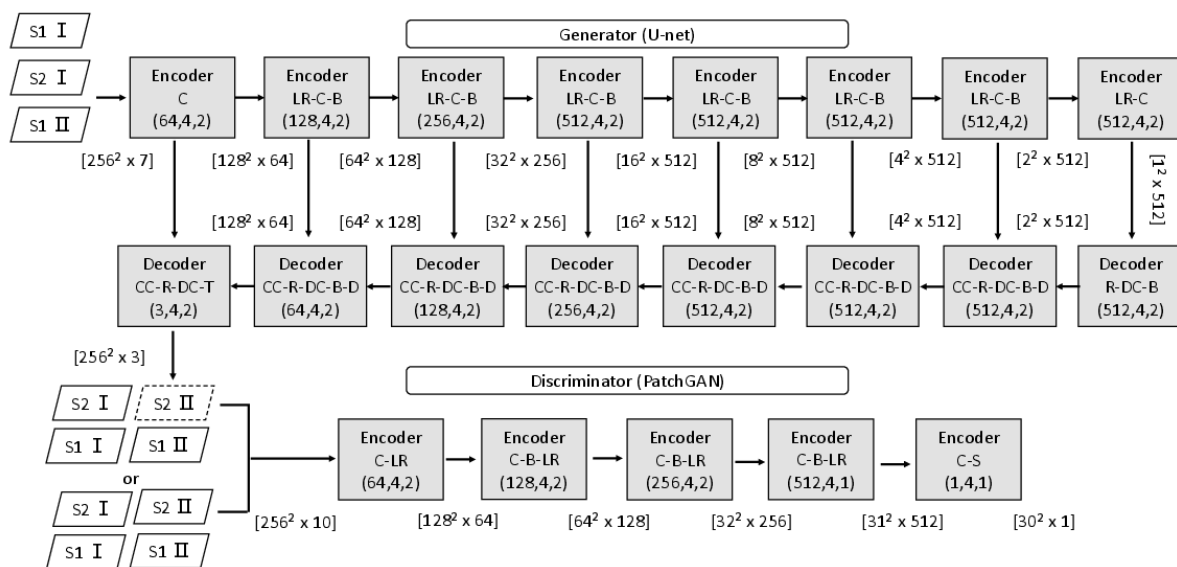 S1 I
Generator (U-net)
S2 I
S1 II
Encoder
C
(64,4,2)
Encoder
LR-C-B
(128,4,2)
Encoder
LR-C-B
(256,4,2)
Encoder
LR-C-B
(512,4,2)
Encoder
LR-C-B
(512,4,2)
Encoder
LR-C-B
(512,4,2)
Encoder
LR-C-B
(512,4,2)
Encoder
LR-C
(512,4,2)
[256² x 7]
[128² x 64]
[64² x 128]
[32² x 256]
[16² x 512]
[8² x 512]
[4² x 512]
[2² x 512]
[1² x 512]
[128² x 64]
[64² x 128]
[32² x 256]
[16² x 512]
[8² x 512]
[4² x 512]
[2² x 512]
Decoder
CC-R-DC-T
(3,4,2)
Decoder
CC-R-DC-B-D
(64,4,2)
Decoder
CC-R-DC-B-D
(128,4,2)
Decoder
CC-R-DC-B-D
(256,4,2)
Decoder
CC-R-DC-B-D
(512,4,2)
Decoder
CC-R-DC-B-D
(512,4,2)
Decoder
CC-R-DC-B-D
(512,4,2)
Decoder
R-DC-B
(512,4,2)
[256² x 3]
Discriminator (PatchGAN)
S2 I
S2 II
S1 I
S1 II
or
S2 I
S2 II
S1 I
S1 II
Encoder
C-LR
(64,4,2)
Encoder
C-B-LR
(128,4,2)
Encoder
C-B-LR
(256,4,2)
Encoder
C-B-LR
(512,4,1)
Encoder
C-S
(1,4,1)
[256² x 10]
[128² x 64]
[64² x 128]
[32² x 256]
[31² x 512]
[30² x 1]